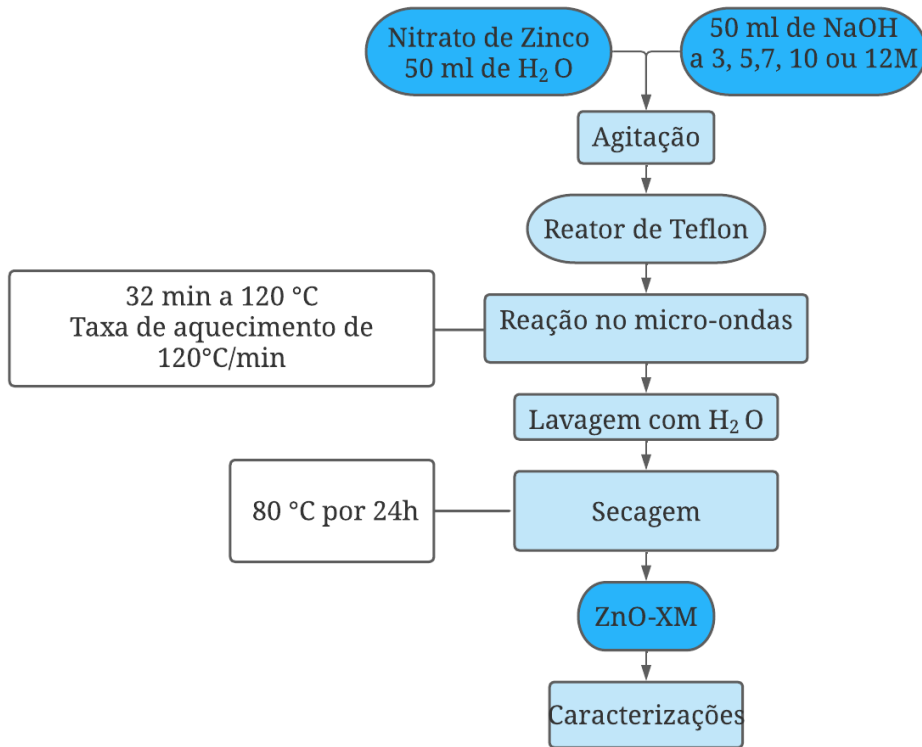 Nitrato de Zinco
50 ml de H₂ O
50 ml de NaOH
a 3, 5,7, 10 ou 12M
Agitação
Reator de Teflon
32 min a 120 °C
Taxa de aquecimento de
120°C/min
Reação no micro-ondas
Lavagem com H₂ O
80 °C por 24h
Secagem
ZnO-XM
Caracterizações